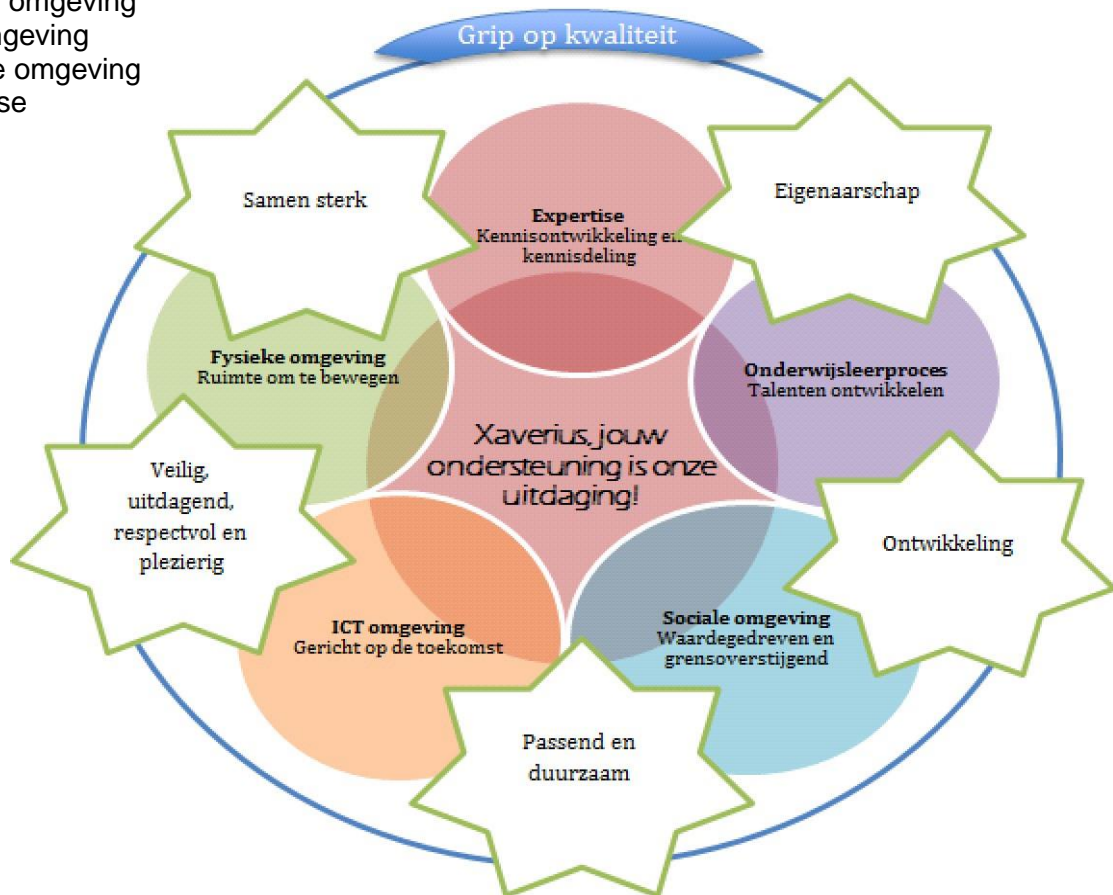 omgeving
omgeving
se
Grip op kwaliteit
Samen sterk
Eigenaarschap
Expertise
Kennisontwikkeling en
kennisdeling
Fysieke omgeving
Ruimte om te bewegen
Onderwijsleerproces
Talenten ontwikkelen
Xaverius, jouw
ondersteuning is onze
uitdaging!
Veilig,
uitdagend,
respectvol en
plezierig
Ontwikkeling
ICT omgeving
Gericht op de toekomst
Sociale omgeving
Waardegedreven en
grensoverstijgend
Passend en
duurzaam